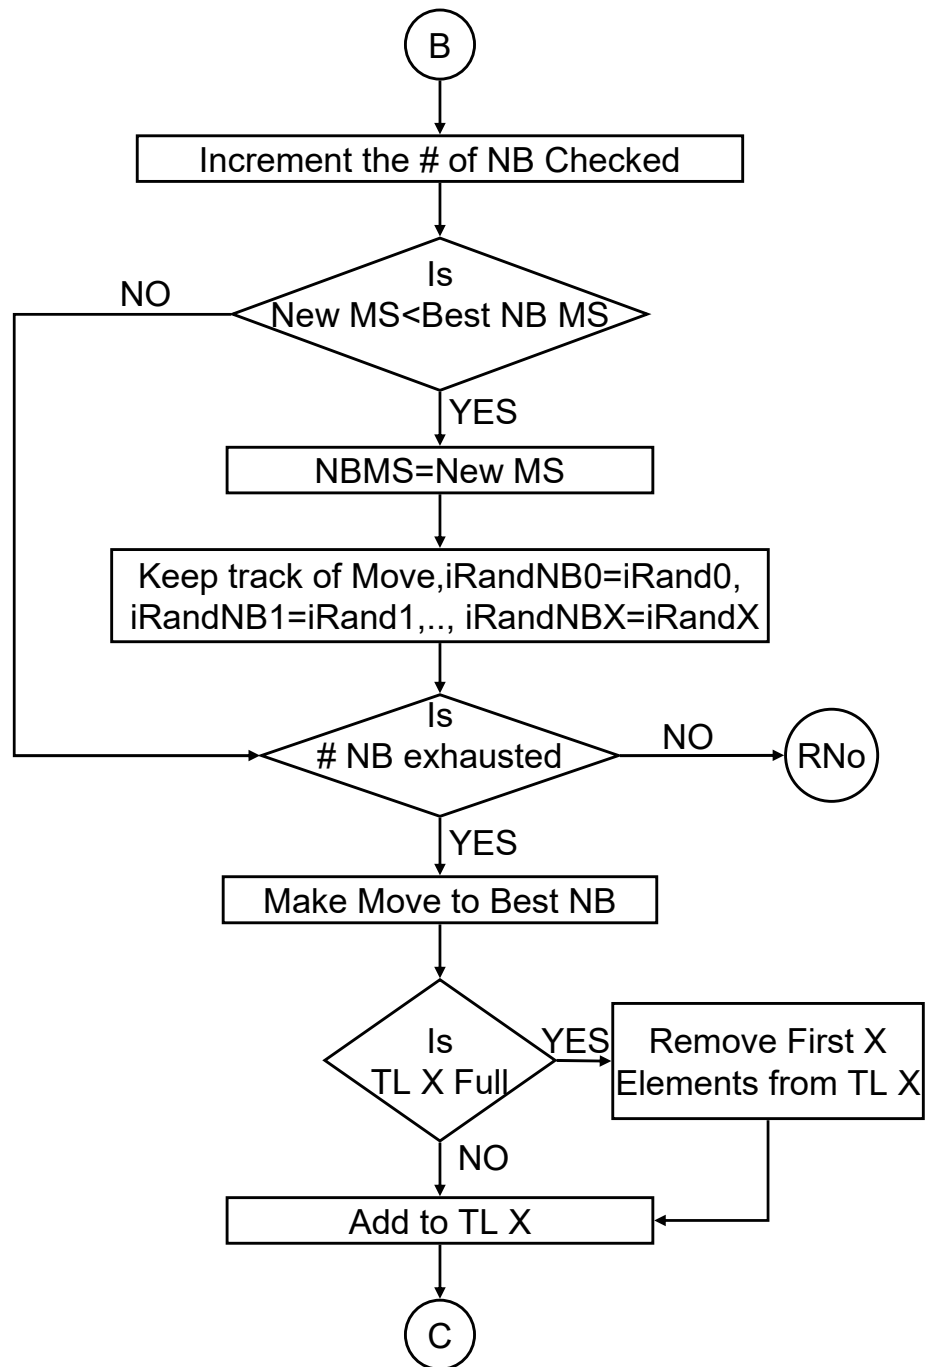 B
Increment the # of NB Checked
Is
New MS<Best NB MS
NO
YES
NBMS=New MS
Keep track of Move,iRandNB0=iRand0,
iRandNB1=iRand1,.., iRandNBX=iRandX
Is
# NB exhausted
NO
RNo
YES
Make Move to Best NB
Is
TL X Full
YES
Remove First X
Elements from TL X
NO
Add to TL X
C